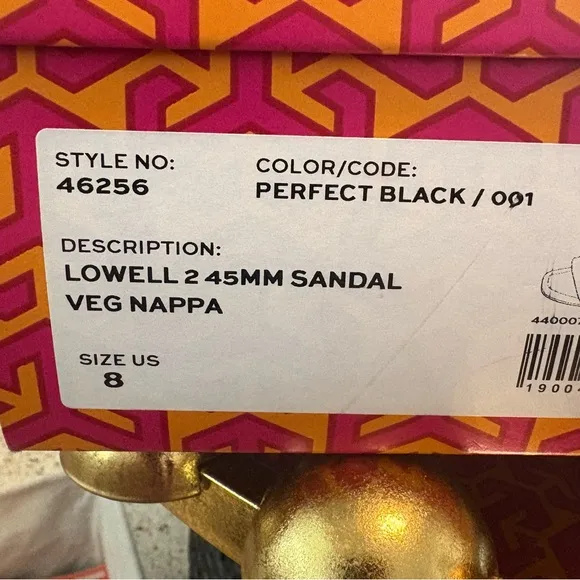 STYLE NO:
46256
COLOR/CODE:
PERFECT BLACK / 001
DESCRIPTION:
LOWELL 2 45MM SANDAL
VEG NAPPA
SIZE US
8